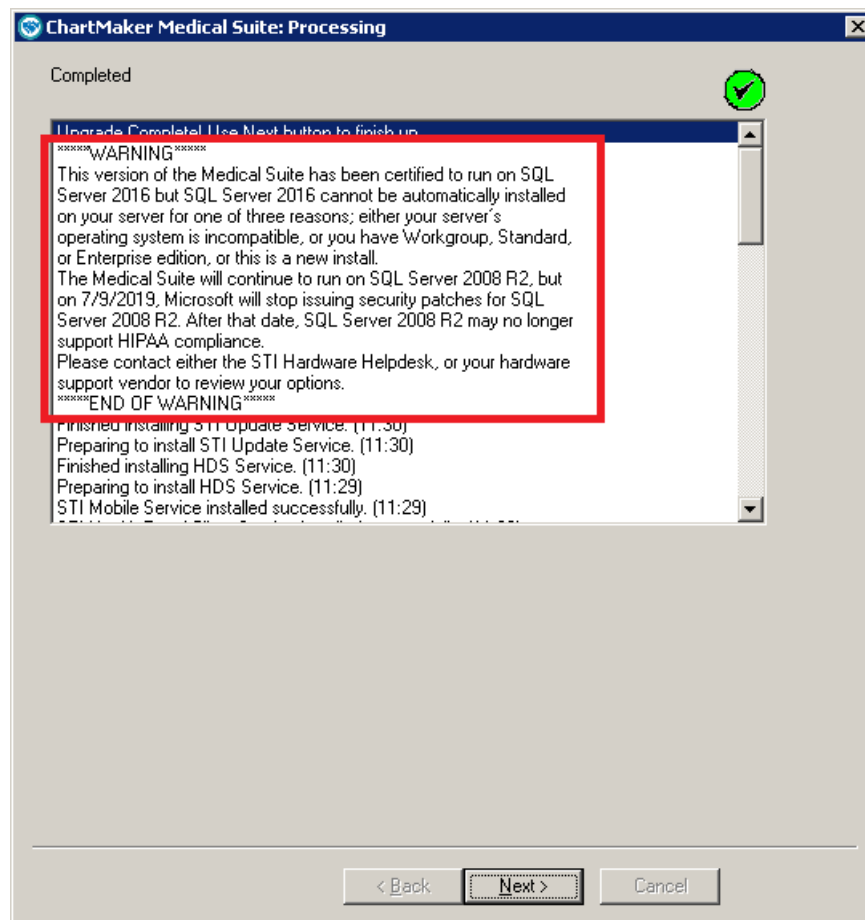 ChartMaker Medical Suite: Processing
Completed
Upgrade Complete! Use Next button to finish up
*****WARNING*****
This version of the Medical Suite has been certified to run on SQL
Server 2016 but SQL Server 2016 cannot be automatically installed
on your server for one of three reasons; either your server´s
operating system is incompatible, or you have Workgroup, Standard,
or Enterprise edition, or this is a new install.
The Medical Suite will continue to run on SQL Server 2008 R2, but
on 7/9/2019, Microsoft will stop issuing security patches for SQL
Server 2008 R2. After that date, SQL Server 2008 R2 may no longer
support HIPAA compliance.
Please contact either the STI Hardware Helpdesk, or your hardware
support vendor to review your options.
*****END OF WARNING*****
Finished installing STI Update Service. (11:30)
Preparing to install STI Update Service. (11:30)
Finished installing HDS Service. (11:30)
Preparing to install HDS Service. (11:29)
STI Mobile Service installed successfully. (11:29)
< Back
Next >
Cancel